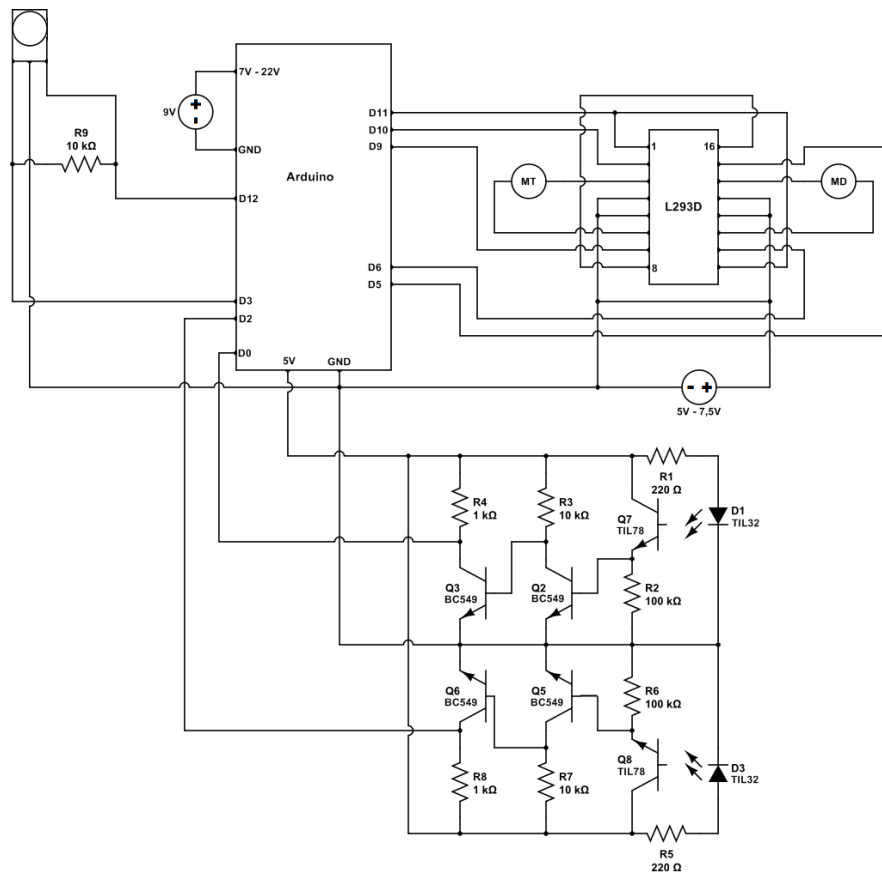 7V - 22V
9V
GND
Arduino
D12
D3
D2
D0
5V
GND
D11
D10
D9
D6
D5
R9
10 kΩ
1
16
L293D
8
MT
MD
5V - 7,5V
R4
1 kΩ
R3
10 kΩ
R1
220 Ω
Q7
TIL78
D1
TIL32
Q3
BC549
Q2
BC549
R2
100 kΩ
Q6
BC549
Q5
BC549
R6
100 kΩ
Q8
TIL78
D3
TIL32
R8
1 kΩ
R7
10 kΩ
R5
220 Ω